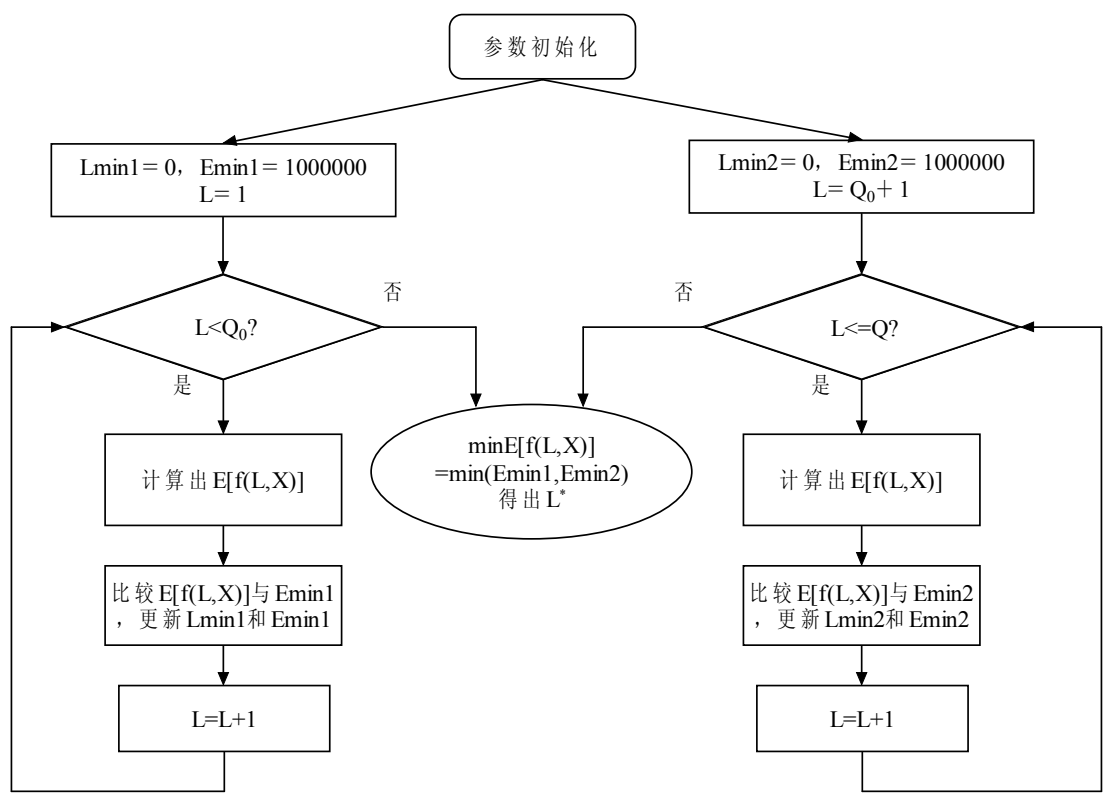 参数初始化
Lmin1=0，Emin1=1000000
L=1
Lmin2=0，Emin2=1000000
L=Q₀+1
L<Q₀?
否
是
L<=Q?
否
是
计算出E[f(L,X)]
minE[f(L,X)]
=min(Emin1,Emin2)
得出L*
计算出E[f(L,X)]
比较E[f(L,X)]与Emin1
，更新Lmin1和Emin1
比较E[f(L,X)]与Emin2
，更新Lmin2和Emin2
L=L+1
L=L+1